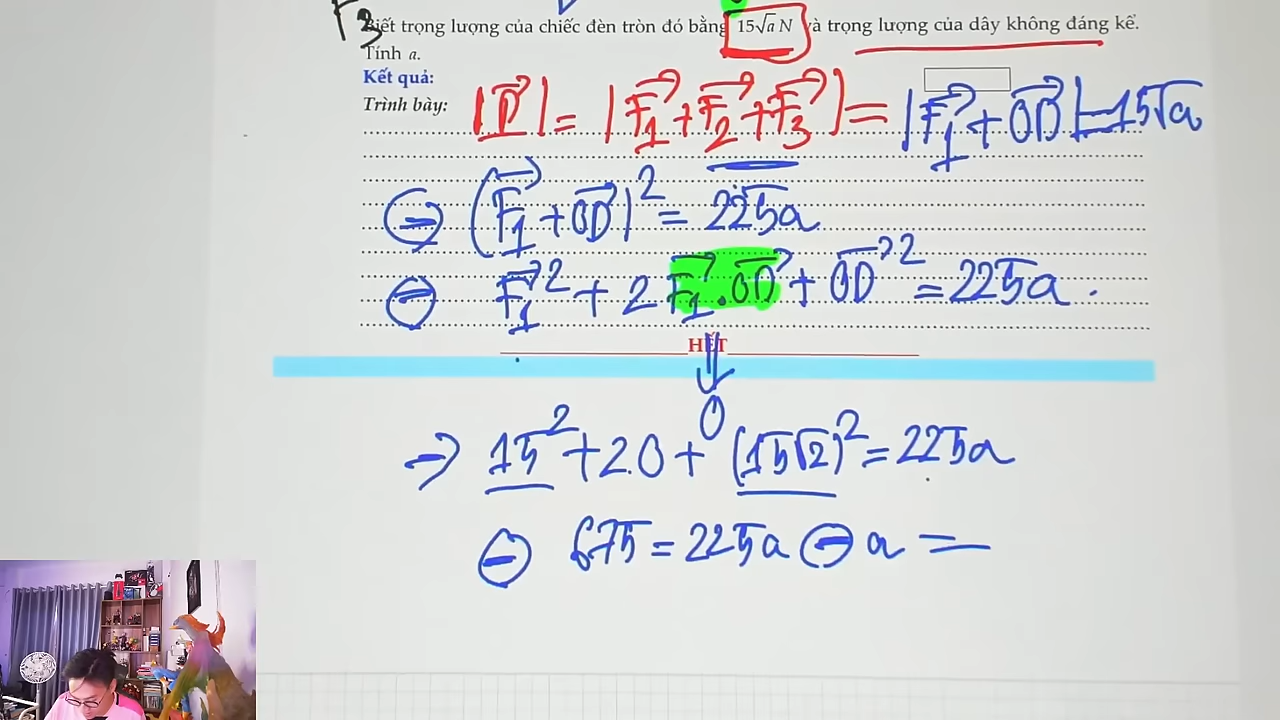 F3
Biết trọng lượng của chiếc đèn tròn đó bằng 15√a N và trọng lượng của dây không đáng kể.
Tính a.
Kết quả:
Trình bày: |P⃗| = |F⃗₁ + F⃗₂ + F⃗₃| = |F⃗₁ + OD⃗| = 15√a
⇔ (F⃗₁ + OD⃗)² = 225a
⇔ F⃗₁² + 2F⃗₁.OD⃗ + OD⃗² = 225a.
HẾT
⇓
0
→ 15² + 2.0 + (15√2)² = 225a
⇔ 675 = 225a ⇔ a =